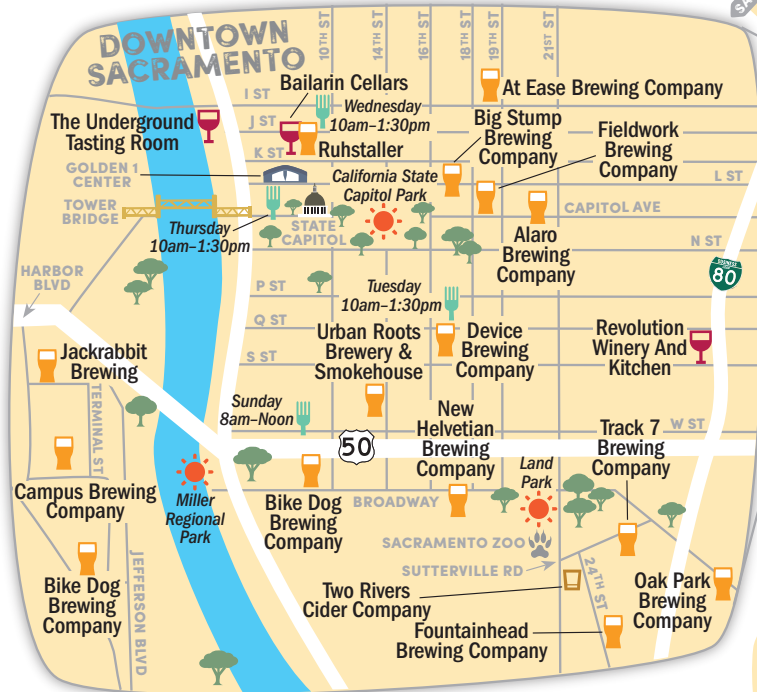 DOWNTOWN
SACRAMENTO
10TH ST
14TH ST
16TH ST
18TH ST
19TH ST
21ST ST
I ST
Bailarin Cellars
At Ease Brewing Company
Wednesday
10am–1:30pm
J ST
The Underground
Tasting Room
Big Stump
Brewing
Company
Fieldwork
Brewing
Company
K ST
Ruhstaller
GOLDEN 1
CENTER
California State
Capitol Park
L ST
TOWER
BRIDGE
CAPITOL AVE
Thursday
10am–1:30pm
STATE
CAPITOL
Alaro
Brewing
Company
N ST
HARBOR
BLVD
BUSINESS
80
P ST
Tuesday
10am–1:30pm
Q ST
Urban Roots
Brewery &
Smokehouse
Device
Brewing
Company
Revolution
Winery And
Kitchen
S ST
Jackrabbit
Brewing
TERMINAL ST
Sunday
8am–Noon
New
Helvetian
Brewing
Company
W ST
Track 7
Brewing
Company
50
Land
Park
Campus Brewing
Company
Miller
Regional
Park
Bike Dog
Brewing
Company
BROADWAY
SACRAMENTO ZOO
SUTTERVILLE RD
JEFFERSON BLVD
Bike Dog
Brewing
Company
Two Rivers
Cider Company
24TH ST
Oak Park
Brewing
Company
Fountainhead
Brewing Company